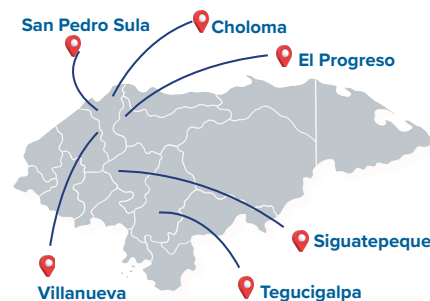 San Pedro Sula
Choloma
El Progreso
Siguatepeque
Villanueva
Tegucigalpa